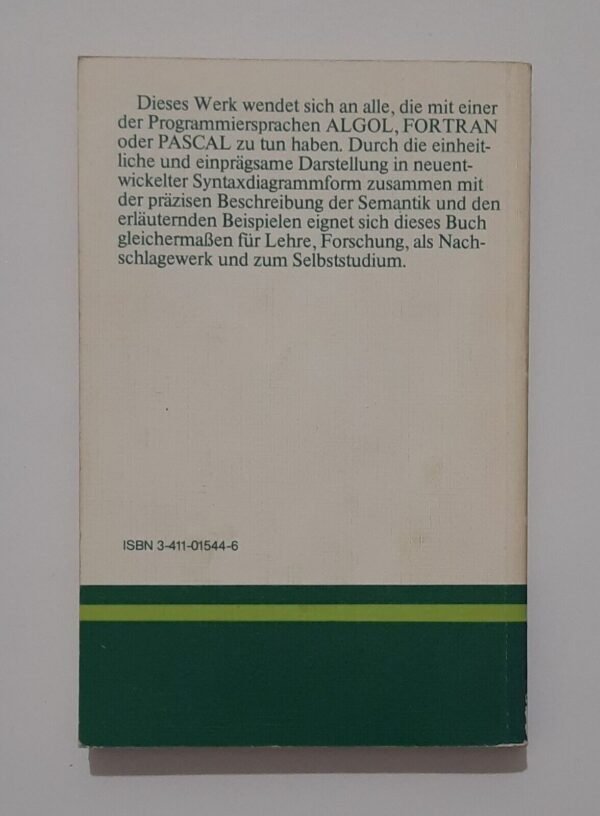 Dieses Werk wendet sich an alle, die mit einer
der Programmiersprachen ALGOL, FORTRAN
oder PASCAL zu tun haben. Durch die einheit-
liche und einprägsame Darstellung in neuent-
wickelter Syntaxdiagrammform zusammen mit
der präzisen Beschreibung der Semantik und den
erläuternden Beispielen eignet sich dieses Buch
gleichermaßen für Lehre, Forschung, als Nach-
schlagewerk und zum Selbststudium.
ISBN 3-411-01544-6